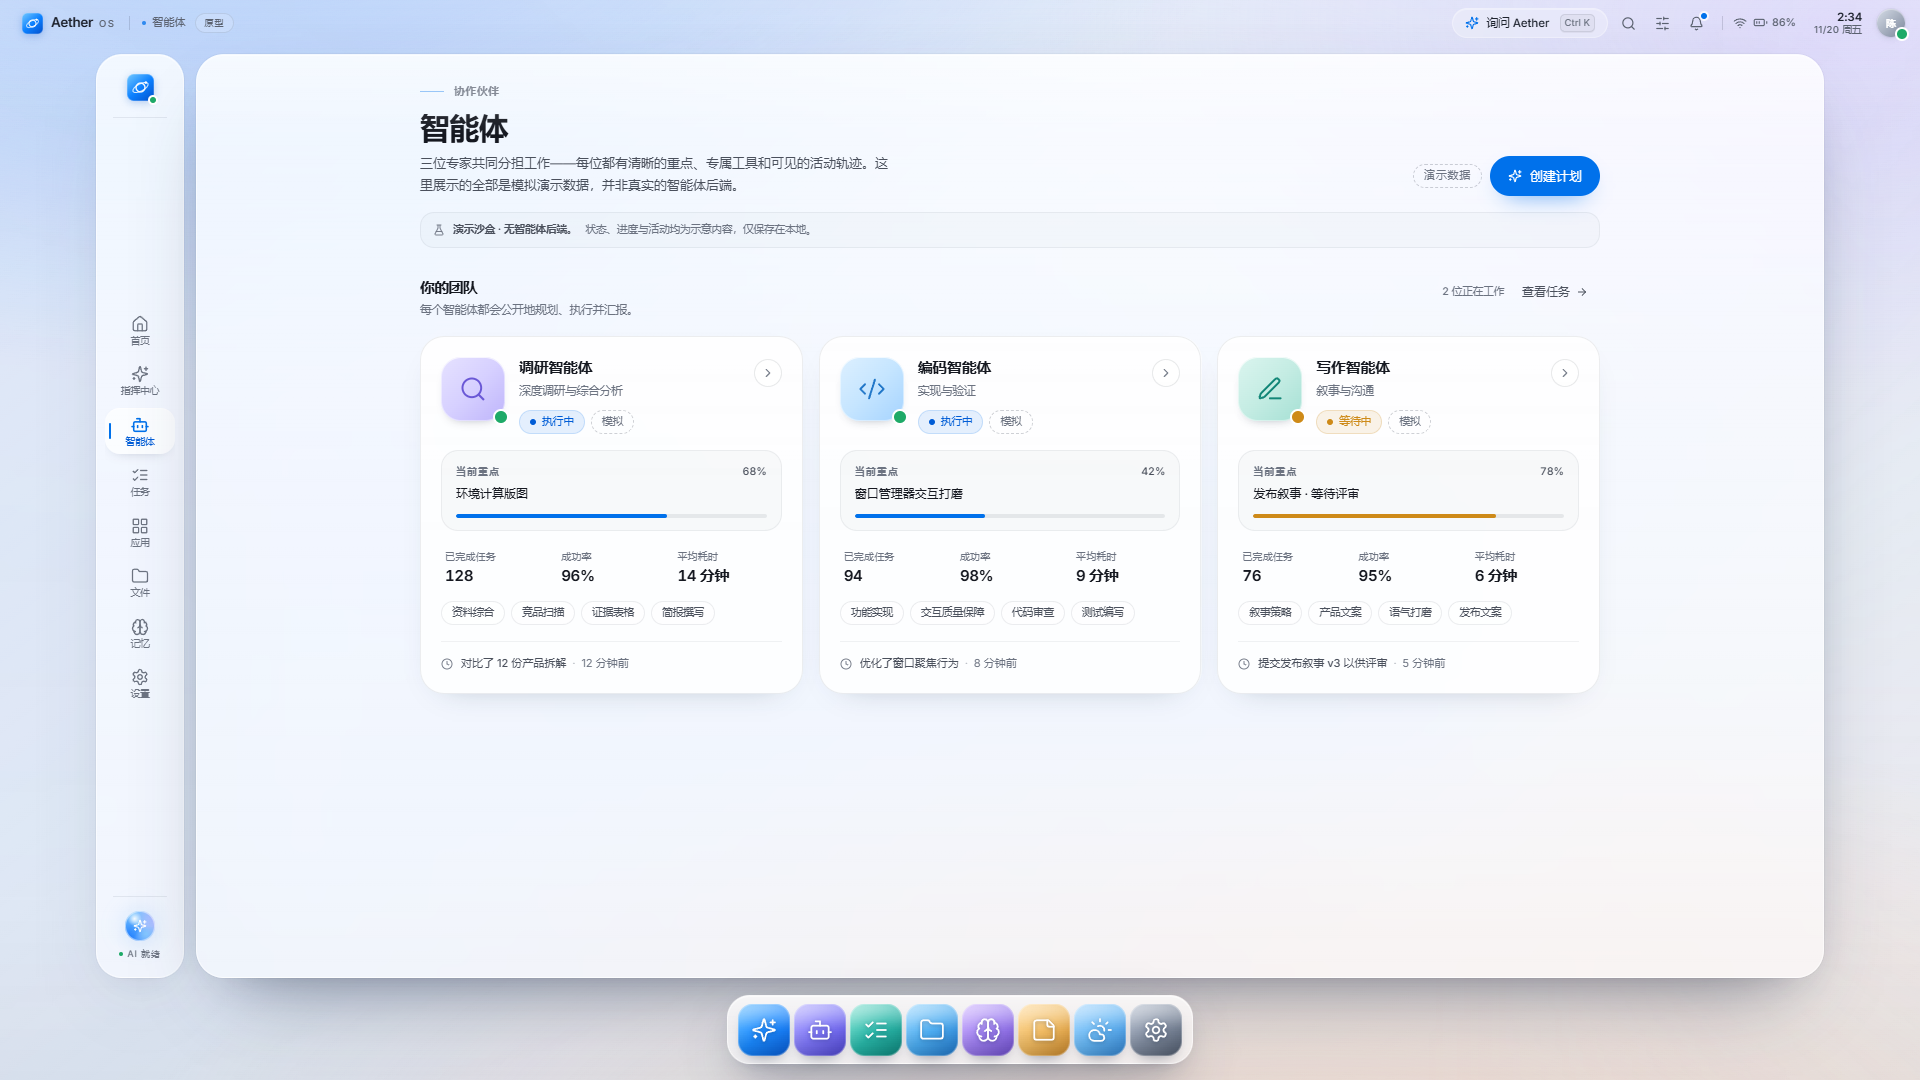 Aether OS
智能体
原型
询问 Aether
Ctrl K
86%
2:34
11/20 周五
陈
首页
指挥中心
智能体
任务
应用
文件
记忆
设置
AI 就绪
协作伙伴
智能体
三位专家共同分担工作——每位都有清晰的重点、专属工具和可见的活动轨迹。这
里展示的全部是模拟演示数据，并非真实的智能体后端。
演示数据
创建计划
演示沙盒 · 无智能体后端。 状态、进度与活动均为示意内容，仅保存在本地。
你的团队
每个智能体都会公开地规划、执行并汇报。
2 位正在工作
查看任务
调研智能体
深度调研与综合分析
执行中
模拟
当前重点
68%
环境计算版图
已完成任务
成功率
平均耗时
128
96%
14 分钟
资料综合
竞品扫描
证据表格
简报撰写
对比了 12 份产品拆解 · 12 分钟前
编码智能体
实现与验证
执行中
模拟
当前重点
42%
窗口管理器交互打磨
已完成任务
成功率
平均耗时
94
98%
9 分钟
功能实现
交互质量保障
代码审查
测试编写
优化了窗口聚焦行为 · 8 分钟前
写作智能体
叙事与沟通
等待中
模拟
当前重点
78%
发布叙事 · 等待评审
已完成任务
成功率
平均耗时
76
95%
6 分钟
叙事策略
产品文案
语气打磨
发布文案
提交发布叙事 v3 以供评审 · 5 分钟前